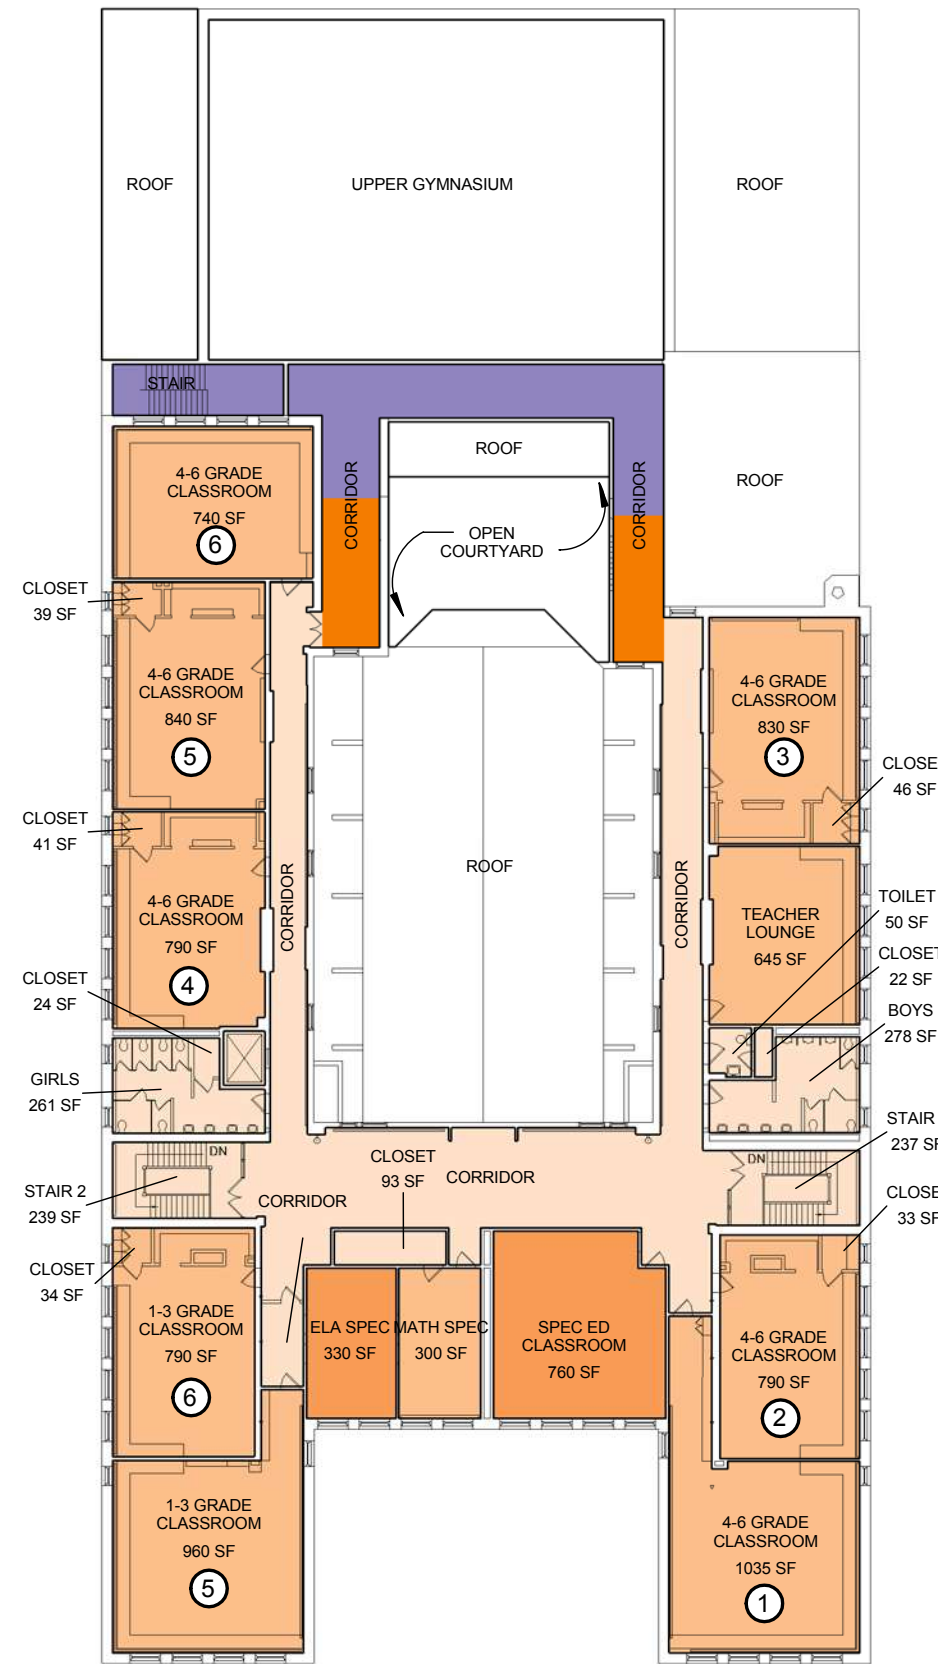 ROOF
UPPER GYMNASIUM
ROOF
STAIR
ROOF
ROOF
4-6 GRADE
CLASSROOM
740 SF
6
CORRIDOR
CORRIDOR
OPEN
COURTYARD
CLOSET
39 SF
4-6 GRADE
CLASSROOM
840 SF
5
4-6 GRADE
CLASSROOM
830 SF
3
CLOSE
46 SF
CLOSET
41 SF
4-6 GRADE
CLASSROOM
790 SF
4
CORRIDOR
ROOF
CORRIDOR
TEACHER
LOUNGE
645 SF
TOILET
50 SF
CLOSET
22 SF
CLOSET
24 SF
BOYS
278 SF
GIRLS
261 SF
DN
DN
STAIR
237 SF
CLOSET
93 SF
CORRIDOR
CORRIDOR
STAIR 2
239 SF
CLOSE
33 SF
CLOSET
34 SF
1-3 GRADE
CLASSROOM
790 SF
6
ELA SPEC
330 SF
MATH SPEC
300 SF
SPEC ED
CLASSROOM
760 SF
4-6 GRADE
CLASSROOM
790 SF
2
1-3 GRADE
CLASSROOM
960 SF
5
4-6 GRADE
CLASSROOM
1035 SF
1